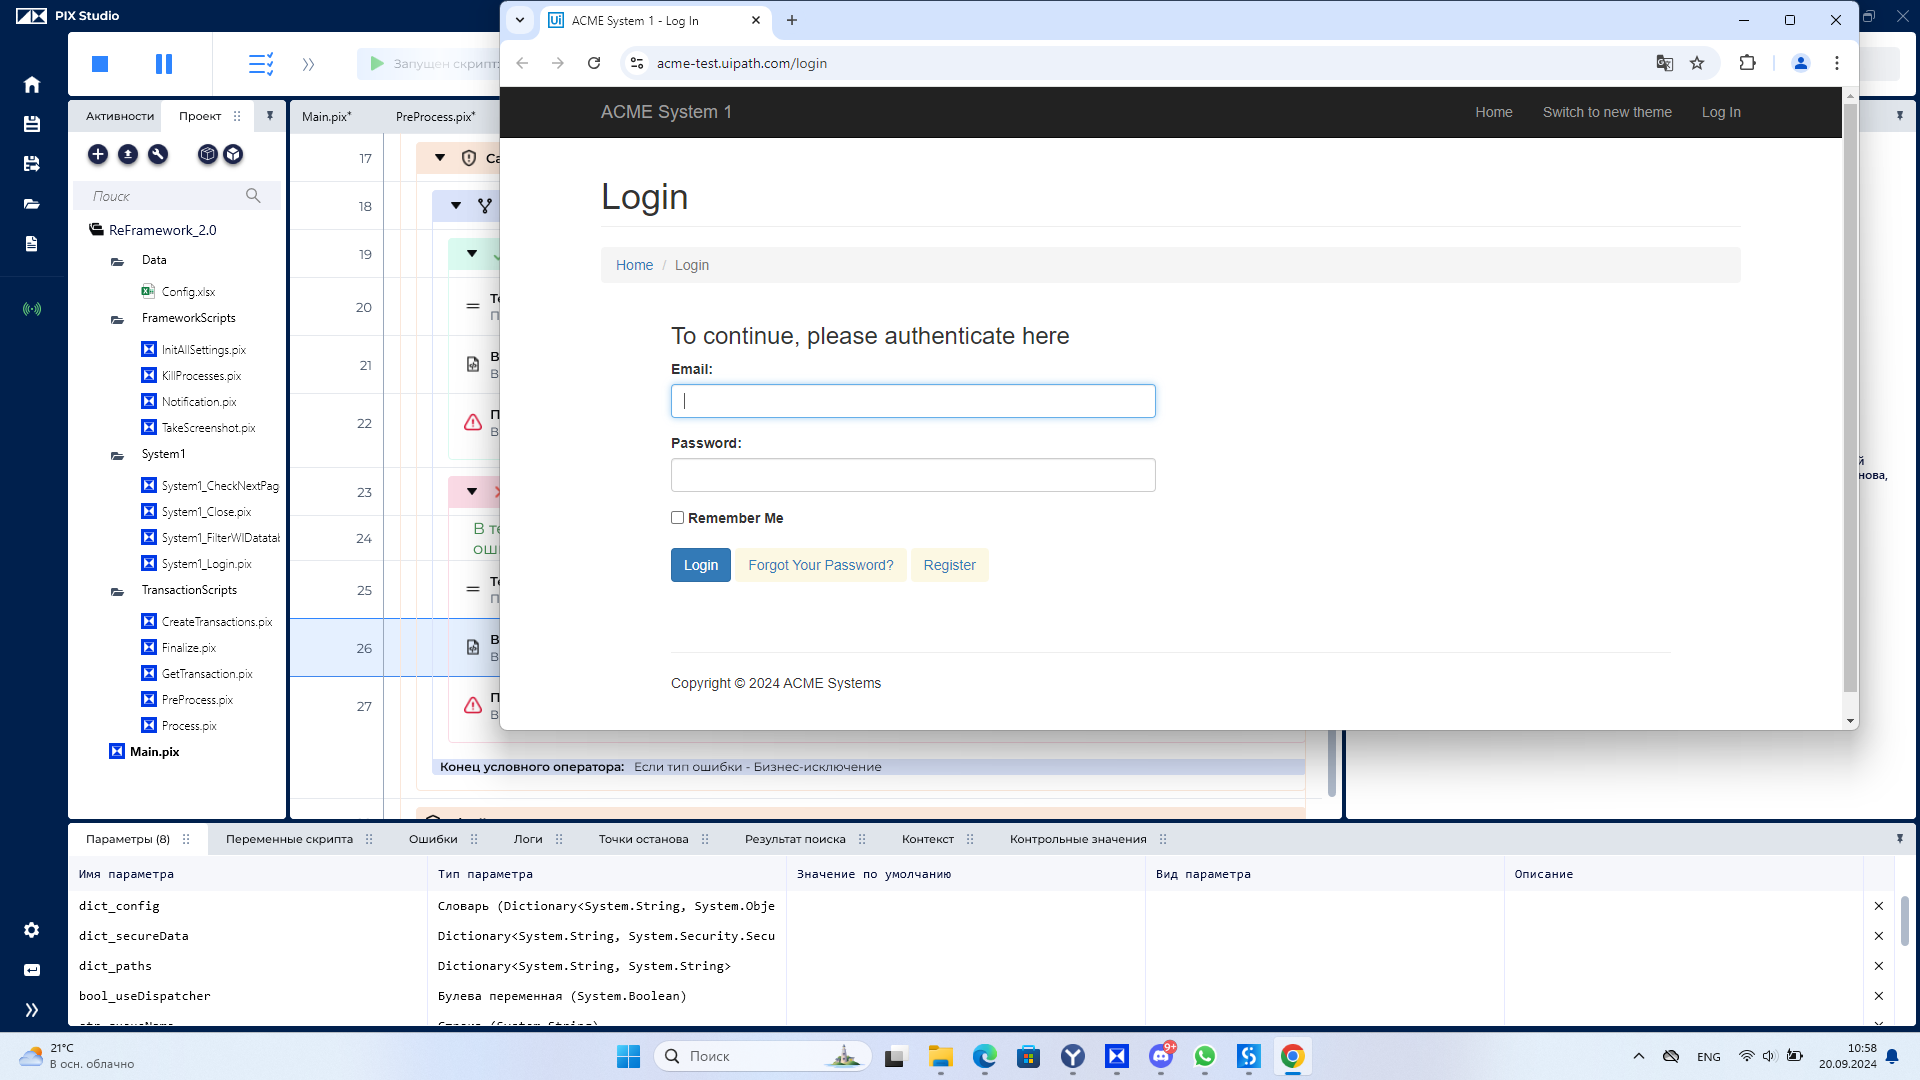 PIX Studio
Запущен скрипт:
Активности
Проект
Поиск
ReFramework_2.0
Data
Config.xlsx
FrameworkScripts
InitAllSettings.pix
KillProcesses.pix
Notification.pix
TakeScreenshot.pix
System1
System1_CheckNextPag
System1_Close.pix
System1_FilterWIDatatab
System1_Login.pix
TransactionScripts
CreateTransactions.pix
Finalize.pix
GetTransaction.pix
PreProcess.pix
Process.pix
Main.pix
Main.pix*
PreProcess.pix*
17
18
19
20
21
22
23
24
25
26
27
Конец условного оператора: Если тип ошибки - Бизнес-исключение
ACME System 1 - Log In
acme-test.uipath.com/login
ACME System 1
Home
Switch to new theme
Log In
Login
Home / Login
To continue, please authenticate here
Email:
Password:
Remember Me
Login
Forgot Your Password?
Register
Copyright © 2024 ACME Systems
нова,
Параметры (8)
Переменные скрипта
Ошибки
Логи
Точки останова
Результат поиска
Контекст
Контрольные значения
Имя параметра
Тип параметра
Значение по умолчанию
Вид параметра
Описание
dict_config
Словарь (Dictionary<System.String, System.Obje
dict_secureData
Dictionary<System.String, System.Security.Secu
dict_paths
Dictionary<System.String, System.String>
bool_useDispatcher
Булева переменная (System.Boolean)
21°C
В осн. облачно
Поиск
9+
ENG
10:58
20.09.2024